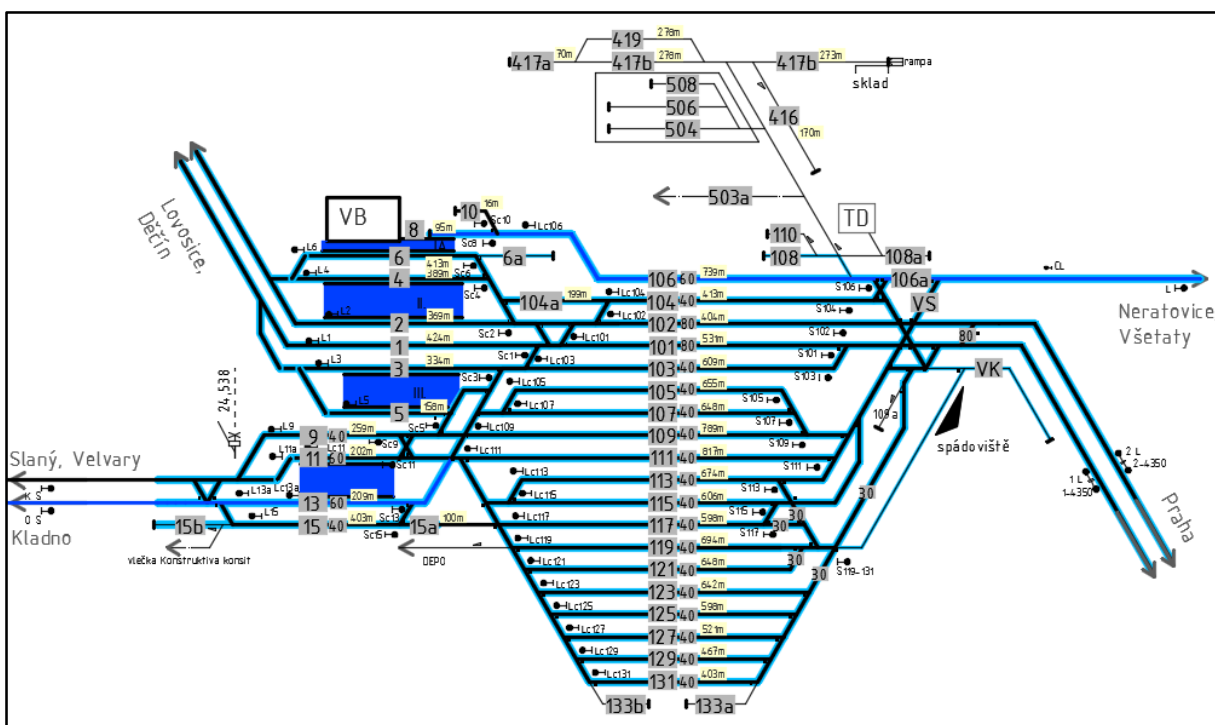 419 278m
417a 70m 417b 278m 417b 273m rampa
sklad
508
506
504
416
170m
503a
TD
110
108 108a
Lovosice,
Děčín
VB
10 16m
Sc10
Lc106
8 95m
IA
Sc8
L6
6 413m
Sc6
6a
L4
4 389m
Sc4
106 60 739m
106a
CL
L
Neratovice
Všetaty
S106
104a 199m
Lc104
104 40 413m
S104
VS
II
L2
2 369m
Sc2
Lc102
102 80 404m
S102
L1
1 424m
Sc1
Lc101
101 80 531m
S101
80
L3
3 334m
Sc3
Lc103
103 40 609m
S103
VK
24,538
III
Lc105
105 40 655m
S105
L5
5 158m
Sc5
Lc107
107 40 648m
S107
109a
EX
L9
9 40 259m
Sc9
Lc109
109 40 789m
S109
spádoviště
L11a
Lc11
11 60 202m
Sc11
Lc111
111 40 817m
S111
2L
2-4350
1L
1-4350
Praha
Slaný, Velvary
K S
O S
Kladno
L13a
Lc13a
13 60 209m
Sc13
Lc113
113 40 674m
S113
30
L15
15b
15 40 403m
Sc15
15a 100m
Lc115
115 40 606m
S115
30
Lc117
117 40 598m
S117
30
vlečka Konstruktiva konsit
DEPO
Lc119
119 40 694m
30
S119-131
Lc121
121 40 648m
30
Lc123
123 40 642m
Lc125
125 40 598m
Lc127
127 40 521m
Lc129
129 40 467m
Lc131
131 40 403m
133b 133a